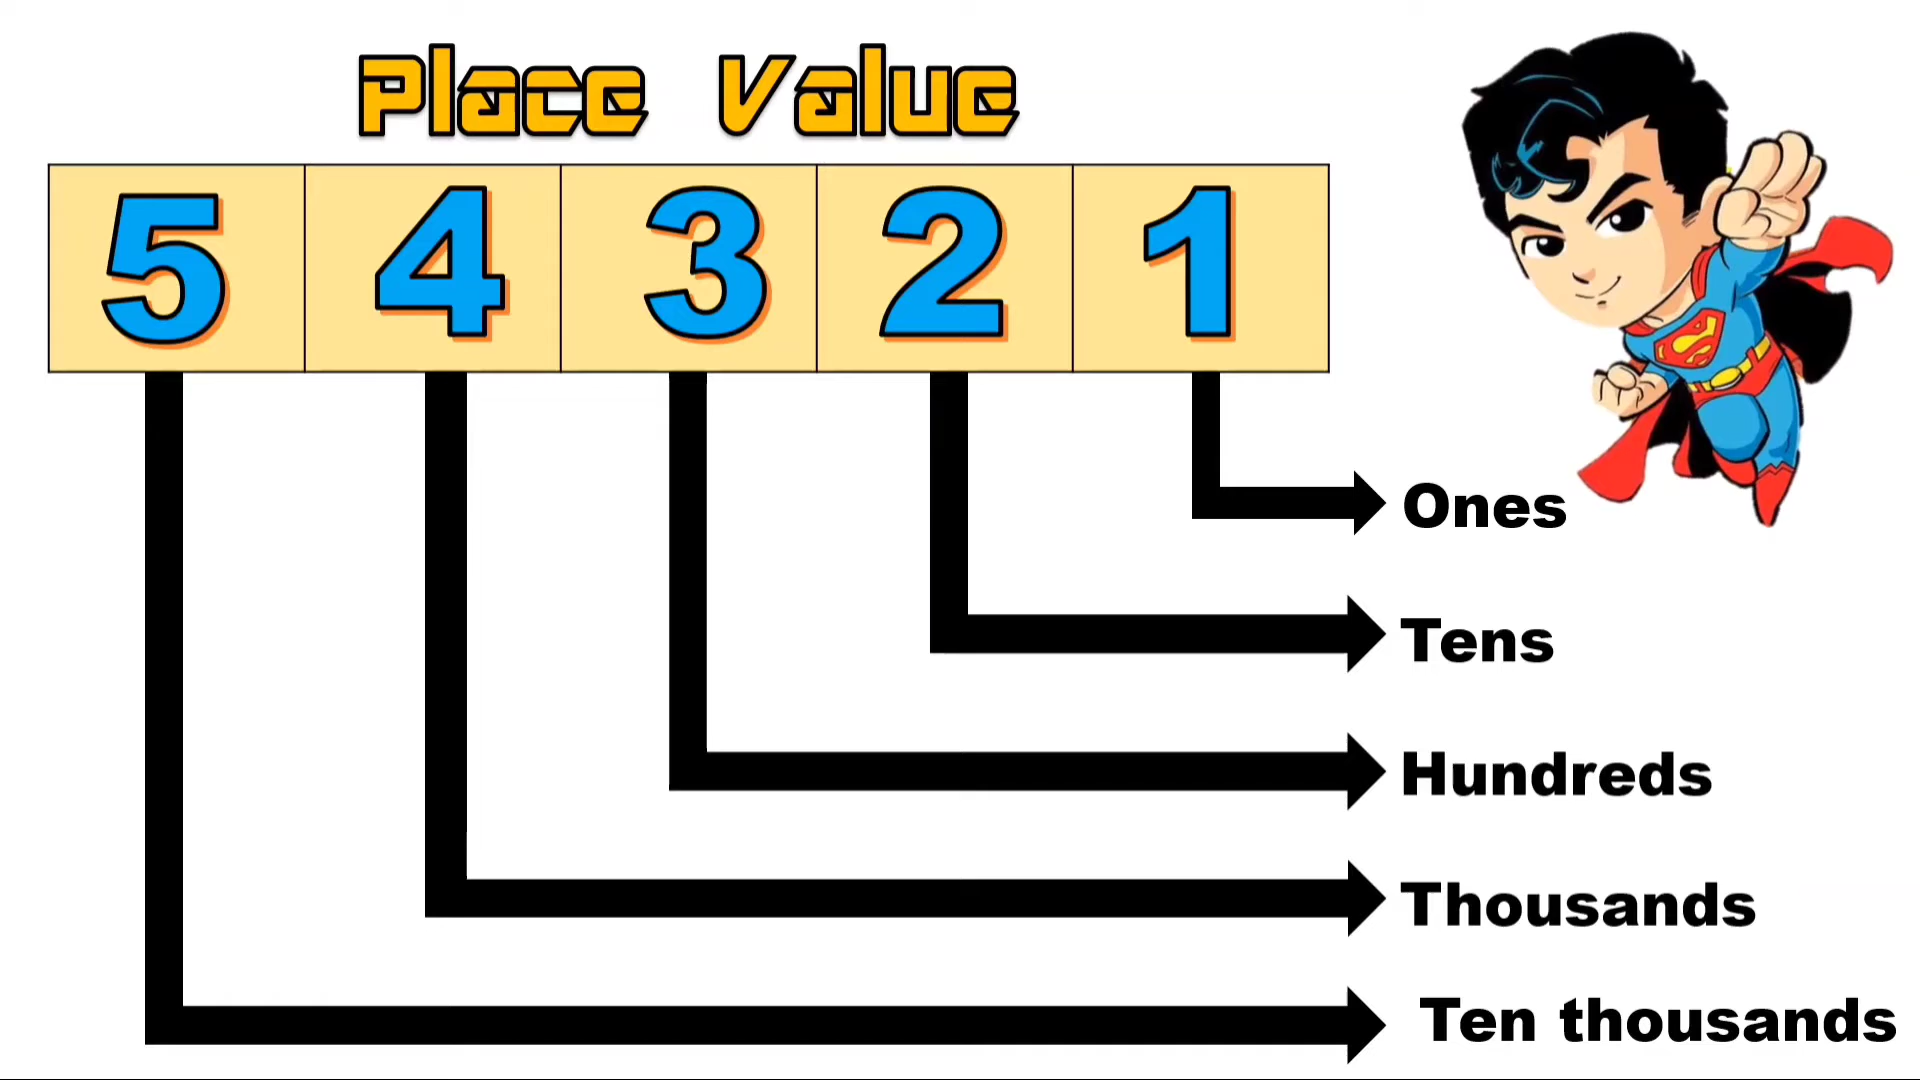 Place Value
5 4 3 2 1
Ones
Tens
Hundreds
Thousands
Ten thousands